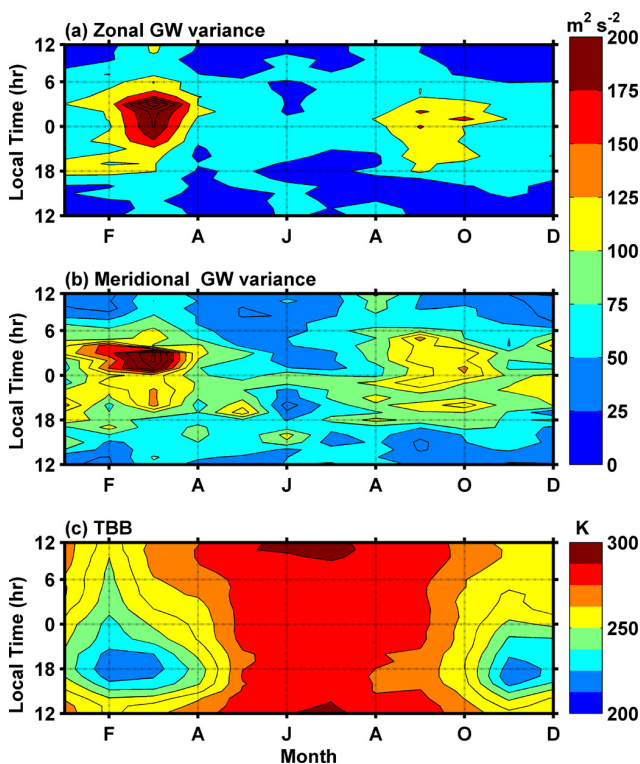 (a) Zonal GW variance
m² s⁻²
Local Time (hr)
12
6
0
18
12
F
A
J
A
O
D
200
175
150
125
100
75
50
25
0
(b) Meridional GW variance
Local Time (hr)
12
6
0
18
12
F
A
J
A
O
D
(c) TBB
K
Local Time (hr)
12
6
0
18
12
F
A
J
A
O
D
Month
300
250
200